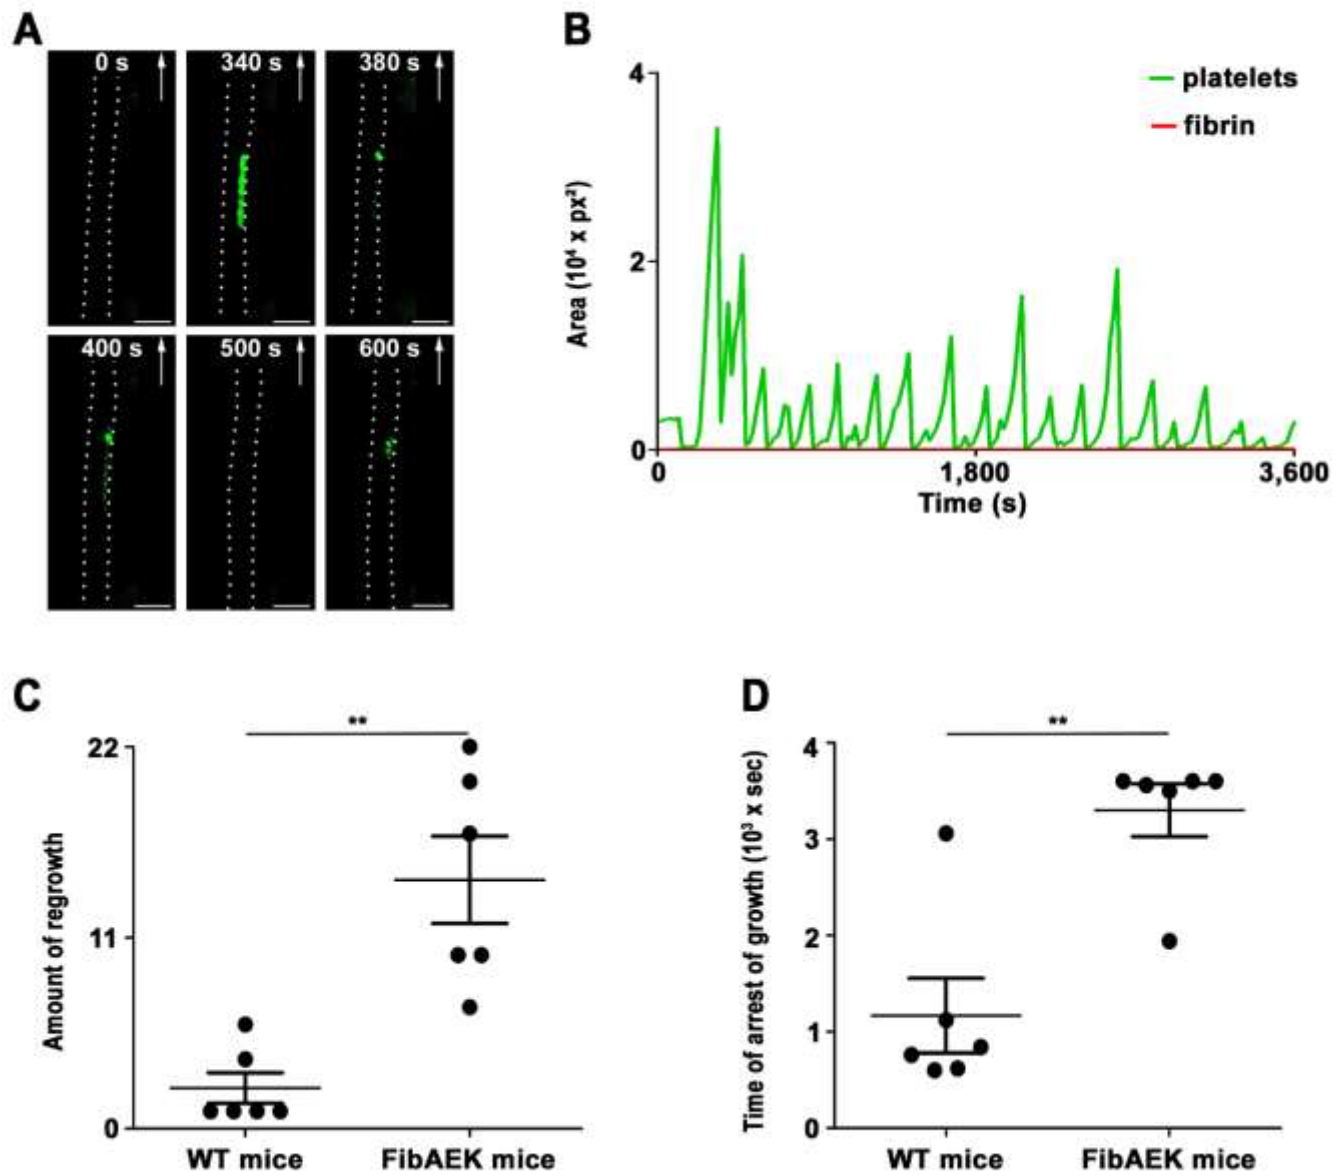 A
0 s
340 s
380 s
400 s
500 s
600 s
B
4
2
0
Area (10⁴ x px²)
platelets
fibrin
0
1,800
3,600
Time (s)
C
**
22
11
0
Amount of regrowth
WT mice
FibAEK mice
D
**
4
3
2
1
0
Time of arrest of growth (10³ x sec)
WT mice
FibAEK mice